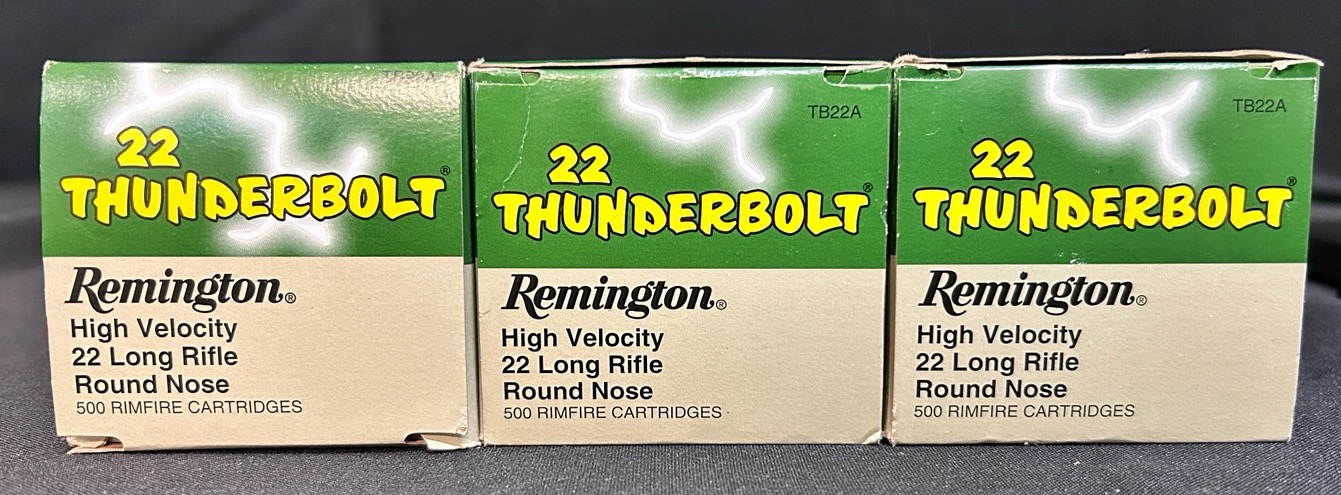 22
THUNDERBOLT®
Remington®
High Velocity
22 Long Rifle
Round Nose
500 RIMFIRE CARTRIDGES
TB22A
22
THUNDERBOLT®
Remington®
High Velocity
22 Long Rifle
Round Nose
500 RIMFIRE CARTRIDGES
TB22A
22
THUNDERBOLT®
Remington®
High Velocity
22 Long Rifle
Round Nose
500 RIMFIRE CARTRIDGES